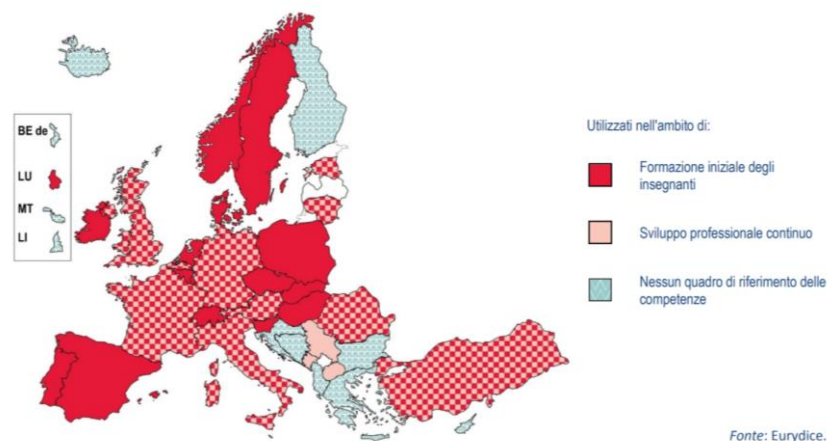 BE de
LU
MT
LI
Utilizzati nell'ambito di:
Formazione iniziale degli
insegnanti
Sviluppo professionale continuo
Nessun quadro di riferimento delle
competenze
Fonte: Eurydice.